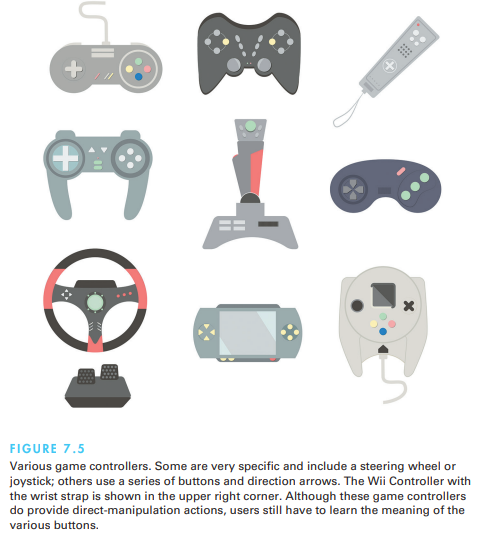 FIGURE 7.5
Various game controllers. Some are very specific and include a steering wheel or
joystick; others use a series of buttons and direction arrows. The Wii Controller with
the wrist strap is shown in the upper right corner. Although these game controllers
do provide direct-manipulation actions, users still have to learn the meaning of the
various buttons.